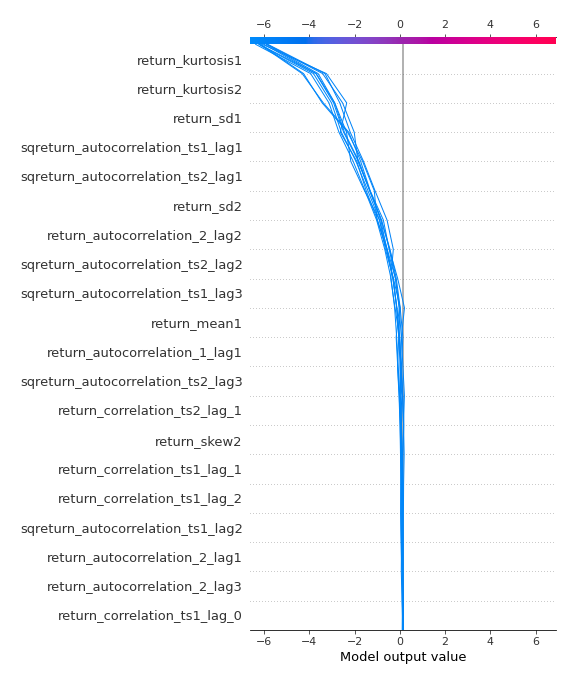 −6 −4 −2 0 2 4 6
return_kurtosis1
return_kurtosis2
return_sd1
sqreturn_autocorrelation_ts1_lag1
sqreturn_autocorrelation_ts2_lag1
return_sd2
return_autocorrelation_2_lag2
sqreturn_autocorrelation_ts2_lag2
sqreturn_autocorrelation_ts1_lag3
return_mean1
return_autocorrelation_1_lag1
sqreturn_autocorrelation_ts2_lag3
return_correlation_ts2_lag_1
return_skew2
return_correlation_ts1_lag_1
return_correlation_ts1_lag_2
sqreturn_autocorrelation_ts1_lag2
return_autocorrelation_2_lag1
return_autocorrelation_2_lag3
return_correlation_ts1_lag_0
−6 −4 −2 0 2 4 6
Model output value